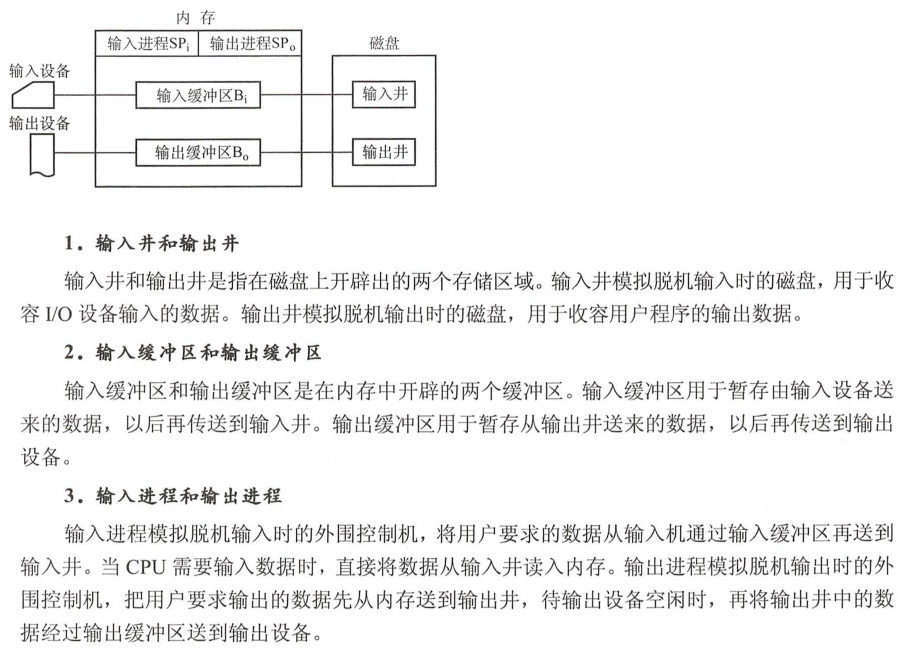 内 存
输入进程SPi 输出进程SPo
磁盘
输入设备
输入缓冲区Bi
输入井
输出设备
输出缓冲区Bo
输出井
1. 输入井和输出井
输入井和输出井是指在磁盘上开辟出的两个存储区域。输入井模拟脱机输入时的磁盘，用于收
容 I/O 设备输入的数据。输出井模拟脱机输出时的磁盘，用于收容用户程序的输出数据。
2. 输入缓冲区和输出缓冲区
输入缓冲区和输出缓冲区是在内存中开辟的两个缓冲区。输入缓冲区用于暂存由输入设备送
来的数据，以后再传送到输入井。输出缓冲区用于暂存从输出井送来的数据，以后再传送到输出
设备。
3. 输入进程和输出进程
输入进程模拟脱机输入时的外围控制机，将用户要求的数据从输入机通过输入缓冲区再送到
输入井。当 CPU 需要输入数据时，直接将数据从输入井读入内存。输出进程模拟脱机输出时的外
围控制机，把用户要求输出的数据先从内存送到输出井，待输出设备空闲时，再将输出井中的数
据经过输出缓冲区送到输出设备。